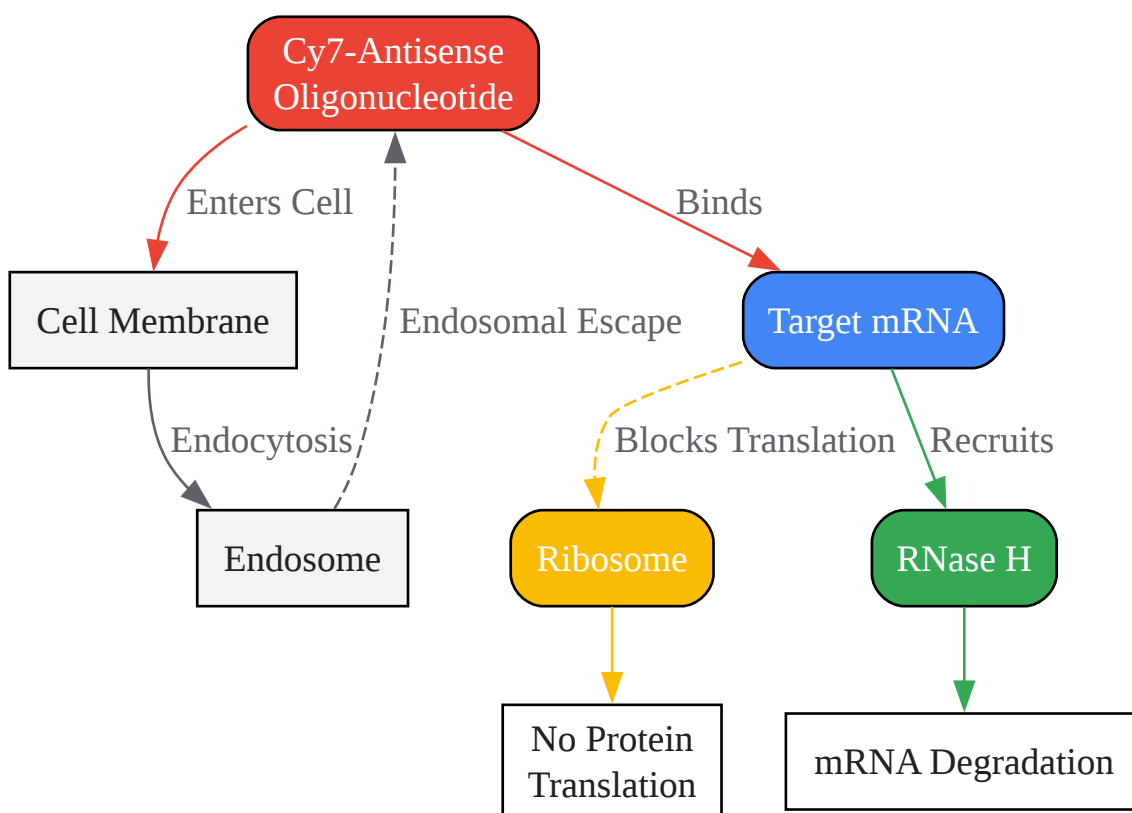 Cy7-Antisense
Oligonucleotide
Enters Cell
Binds
Cell Membrane
Endosomal Escape
Target mRNA
Endocytosis
Blocks Translation
Recruits
Endosome
Ribosome
RNase H
No Protein
Translation
mRNA Degradation